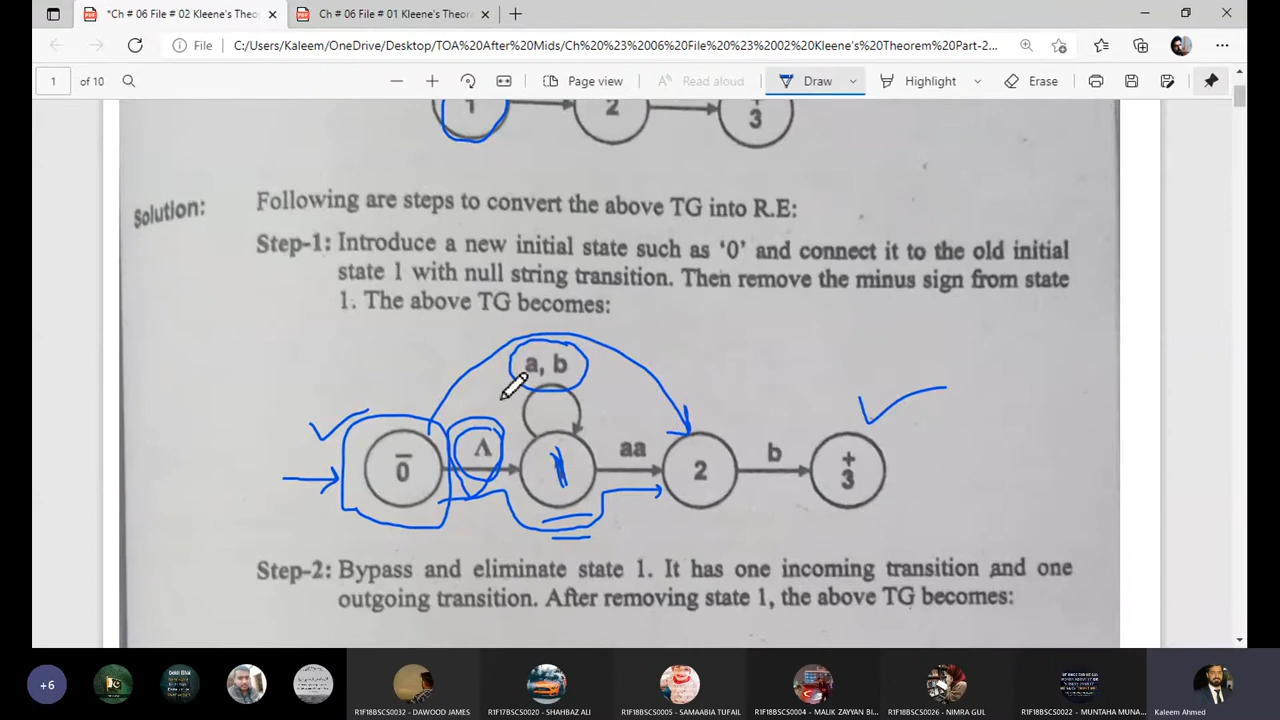 *Ch # 06 File # 02 Kleene's Theo
Ch # 06 File # 01 Kleene's Theore
File
C:/Users/Kaleem/OneDrive/Desktop/TOA%20After%20Mids/Ch%20%23%2006%20File%20%23%2002%20Kleene's%20Theorem%20Part-2...
1 of 10
Page view
Read aloud
Draw
Highlight
Erase
1 2 + 3
Solution: Following are steps to convert the above TG into R.E:
Step-1: Introduce a new initial state such as ‘0’ and connect it to the old initial
state 1 with null string transition. Then remove the minus sign from state
1. The above TG becomes:
a, b
Λ aa b
− 0 1 2 + 3
Step-2: Bypass and eliminate state 1. It has one incoming transition and one
outgoing transition. After removing state 1, the above TG becomes:
+6
R1F18BSCS0032 - DAWOOD JAMES
R1F17BSCS0020 - SHAHBAZ ALI
R1F18BSCS0005 - SAMAABIA TUFAIL
R1F18BSCS0004 - MALIK ZAYYAN BI...
R1F18BSCS0026 - NIMRA GUL
R1F18BSCS0022 - MUNTAHA MUNA...
Kaleem Ahmed